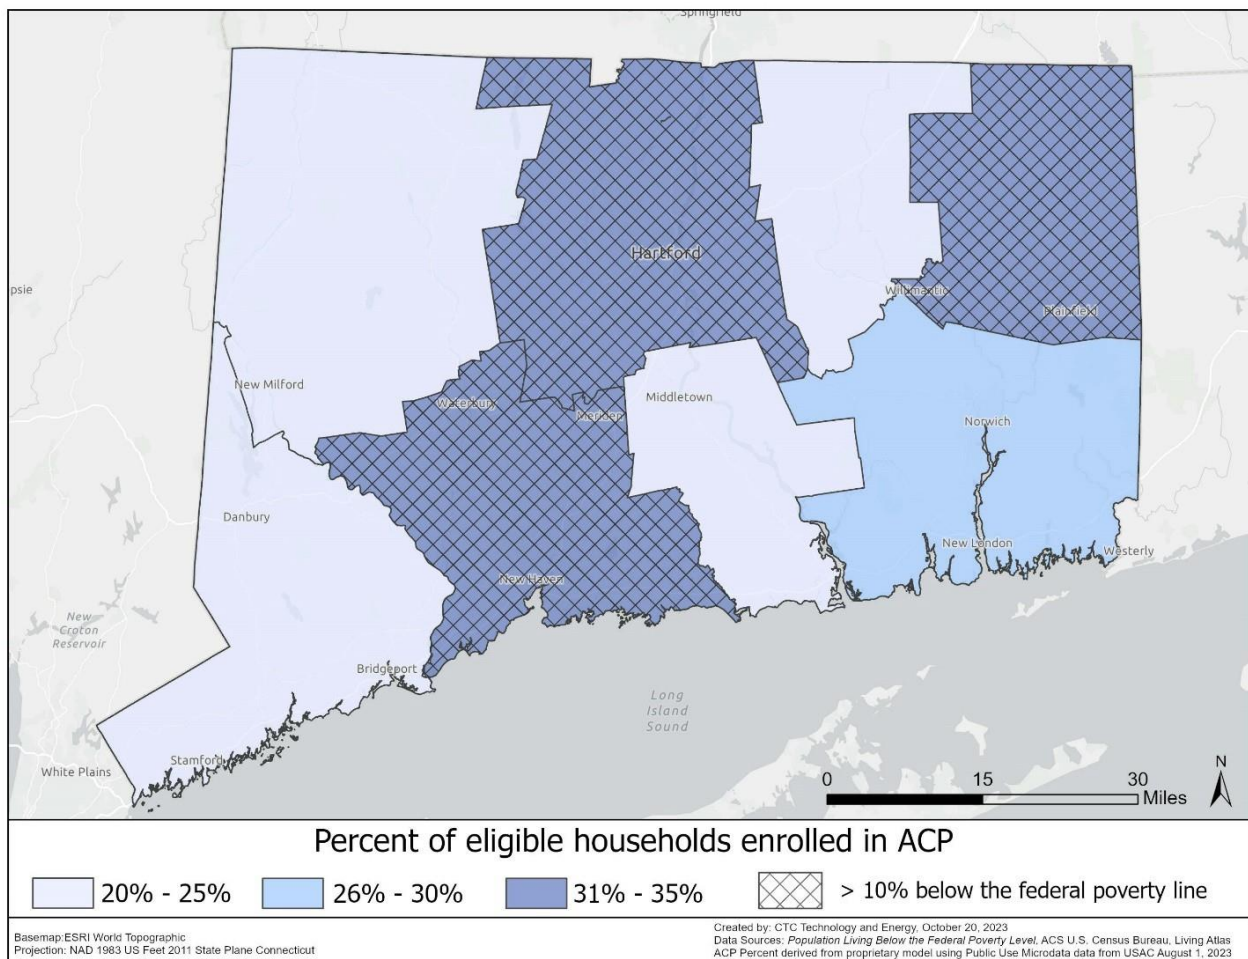 Springfield
Hartford
psie
Willimantic
Plainfield
New Milford
Waterbury
Meriden
Middletown
Norwich
Danbury
New London
Westerly
New Haven
New
Croton
Reservoir
Bridgeport
Long
Island
Sound
Stamford
White Plains
N
0 15 30
Miles
Percent of eligible households enrolled in ACP
20% - 25% 26% - 30% 31% - 35% > 10% below the federal poverty line
Basemap:ESRI World Topographic
Projection: NAD 1983 US Feet 2011 State Plane Connecticut
Created by: CTC Technology and Energy, October 20, 2023
Data Sources: Population Living Below the Federal Poverty Level, ACS U.S. Census Bureau, Living Atlas
ACP Percent derived from proprietary model using Public Use Microdata data from USAC August 1, 2023